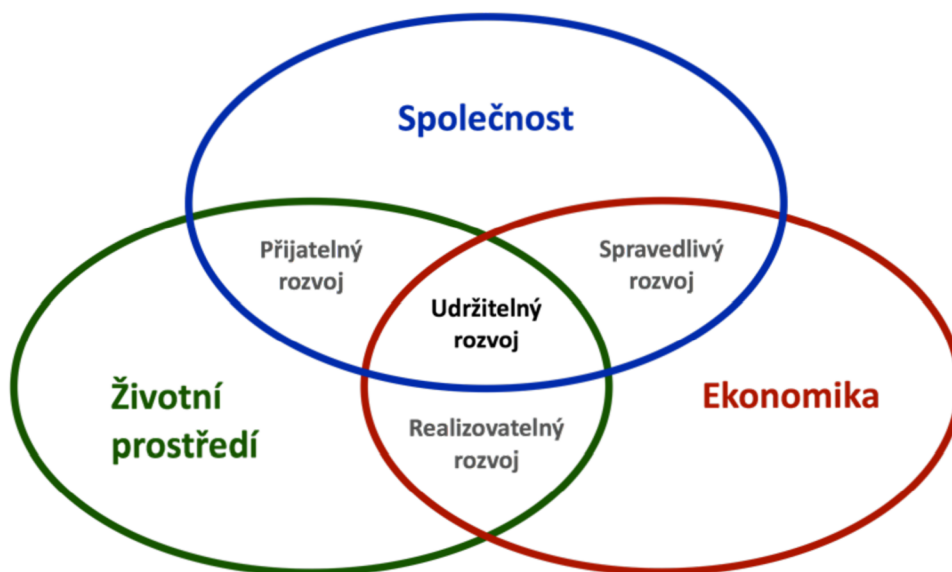 Společnost
Přijatelný
rozvoj
Spravedlivý
rozvoj
Udržitelný
rozvoj
Životní
prostředí
Ekonomika
Realizovatelný
rozvoj